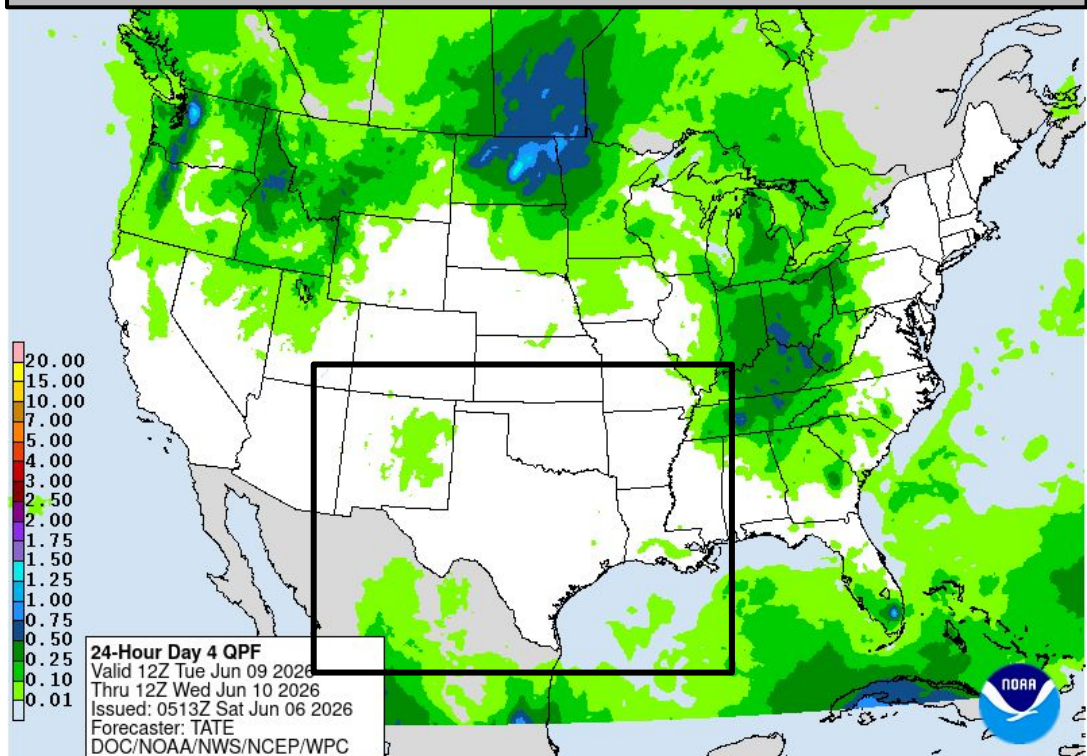 20.00
15.00
10.00
7.00
5.00
4.00
3.00
2.50
2.00
1.75
1.50
1.25
1.00
0.75
0.50
0.25
0.10
0.01
24-Hour Day 4 QPF
Valid 12Z Tue Jun 09 2026
Thru 12Z Wed Jun 10 2026
Issued: 0513Z Sat Jun 06 2026
Forecaster: TATE
DOC/NOAA/NWS/NCEP/WPC
NOAA